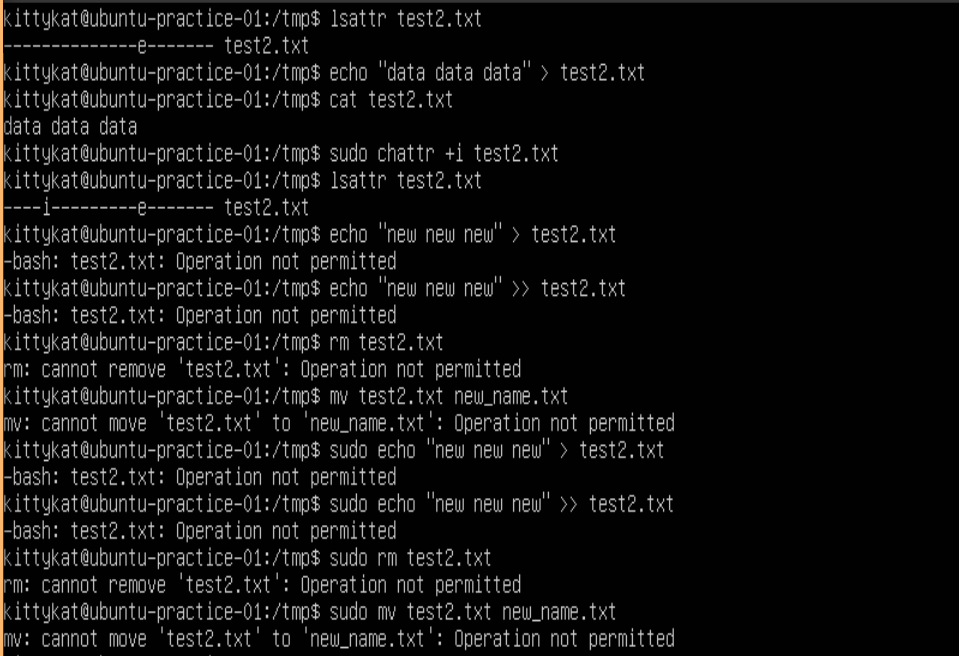 kittykat@ubuntu-practice-01:/tmp$ lsattr test2.txt
--------------e------- test2.txt
kittykat@ubuntu-practice-01:/tmp$ echo "data data data" > test2.txt
kittykat@ubuntu-practice-01:/tmp$ cat test2.txt
data data data
kittykat@ubuntu-practice-01:/tmp$ sudo chattr +i test2.txt
kittykat@ubuntu-practice-01:/tmp$ lsattr test2.txt
----i---------e------- test2.txt
kittykat@ubuntu-practice-01:/tmp$ echo "new new new" > test2.txt
-bash: test2.txt: Operation not permitted
kittykat@ubuntu-practice-01:/tmp$ echo "new new new" >> test2.txt
-bash: test2.txt: Operation not permitted
kittykat@ubuntu-practice-01:/tmp$ rm test2.txt
rm: cannot remove 'test2.txt': Operation not permitted
kittykat@ubuntu-practice-01:/tmp$ mv test2.txt new_name.txt
mv: cannot move 'test2.txt' to 'new_name.txt': Operation not permitted
kittykat@ubuntu-practice-01:/tmp$ sudo echo "new new new" > test2.txt
-bash: test2.txt: Operation not permitted
kittykat@ubuntu-practice-01:/tmp$ sudo echo "new new new" >> test2.txt
-bash: test2.txt: Operation not permitted
kittykat@ubuntu-practice-01:/tmp$ sudo rm test2.txt
rm: cannot remove 'test2.txt': Operation not permitted
kittykat@ubuntu-practice-01:/tmp$ sudo mv test2.txt new_name.txt
mv: cannot move 'test2.txt' to 'new_name.txt': Operation not permitted